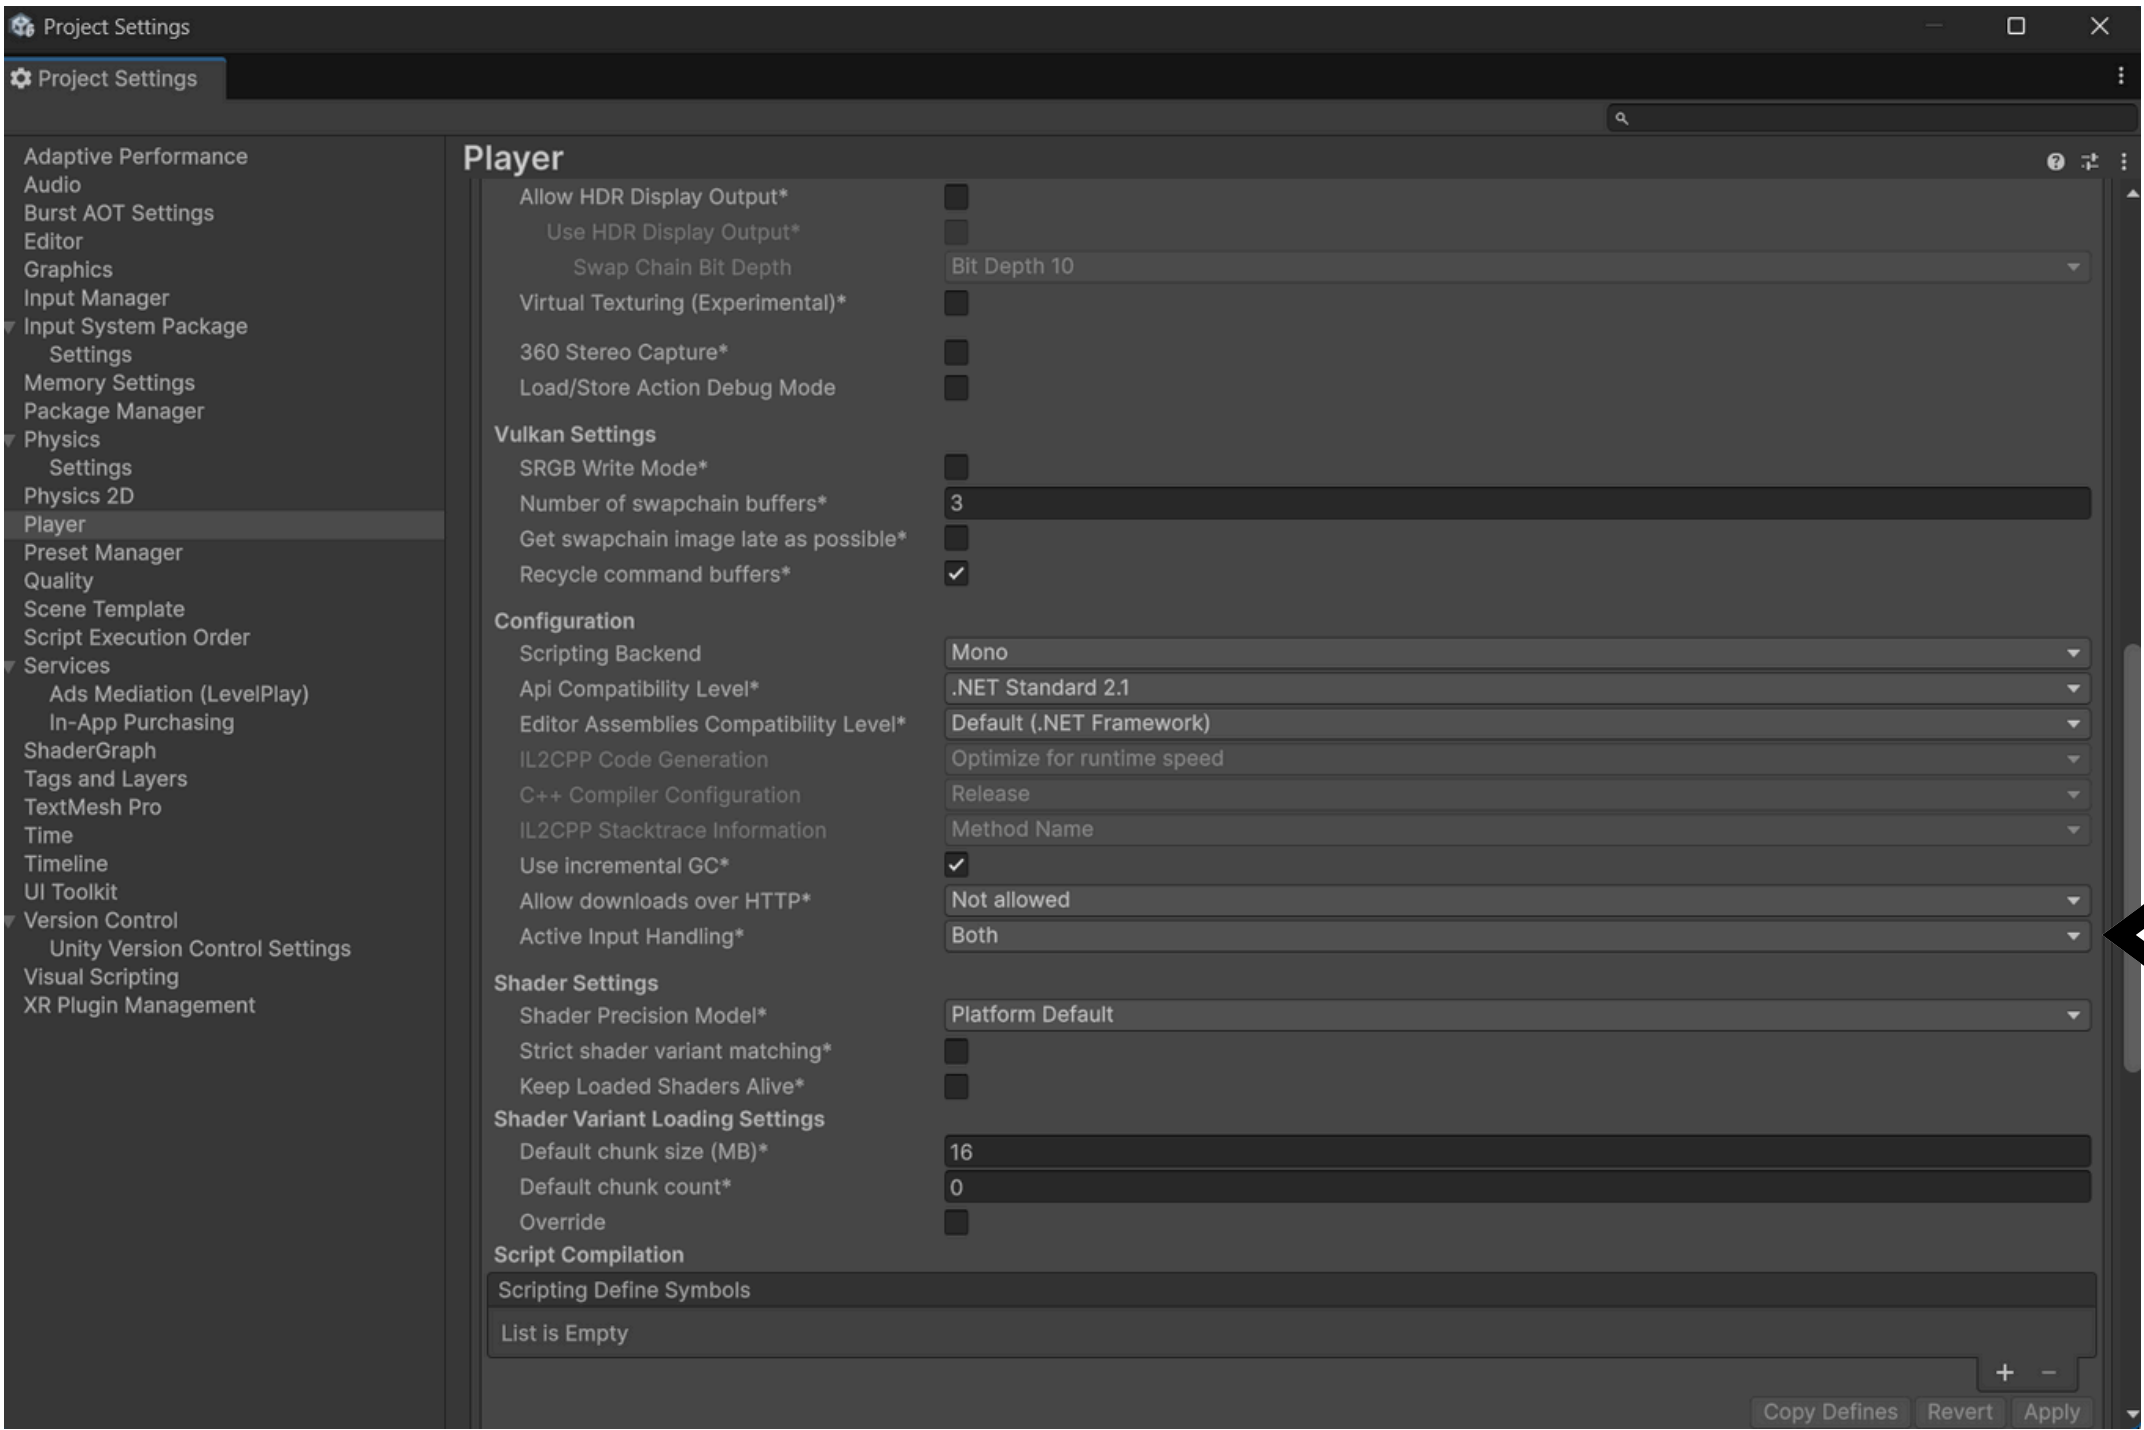 Project Settings
Project Settings
Adaptive Performance
Audio
Burst AOT Settings
Editor
Graphics
Input Manager
Input System Package
Settings
Memory Settings
Package Manager
Physics
Settings
Physics 2D
Player
Preset Manager
Quality
Scene Template
Script Execution Order
Services
Ads Mediation (LevelPlay)
In-App Purchasing
ShaderGraph
Tags and Layers
TextMesh Pro
Time
Timeline
UI Toolkit
Version Control
Unity Version Control Settings
Visual Scripting
XR Plugin Management
Player
Allow HDR Display Output*
Use HDR Display Output*
Swap Chain Bit Depth Bit Depth 10
Virtual Texturing (Experimental)*
360 Stereo Capture*
Load/Store Action Debug Mode
Vulkan Settings
SRGB Write Mode*
Number of swapchain buffers* 3
Get swapchain image late as possible*
Recycle command buffers*
Configuration
Scripting Backend Mono
Api Compatibility Level* .NET Standard 2.1
Editor Assemblies Compatibility Level* Default (.NET Framework)
IL2CPP Code Generation Optimize for runtime speed
C++ Compiler Configuration Release
IL2CPP Stacktrace Information Method Name
Use incremental GC*
Allow downloads over HTTP* Not allowed
Active Input Handling* Both
Shader Settings
Shader Precision Model* Platform Default
Strict shader variant matching*
Keep Loaded Shaders Alive*
Shader Variant Loading Settings
Default chunk size (MB)* 16
Default chunk count* 0
Override
Script Compilation
Scripting Define Symbols
List is Empty
+ −
Copy Defines Revert Apply